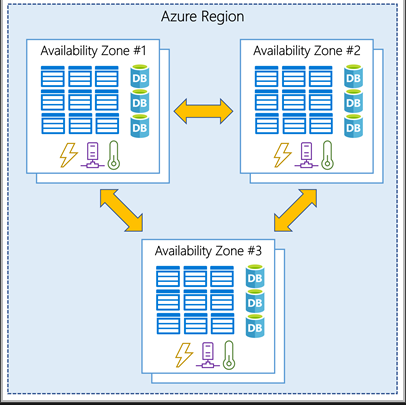 Azure Region
Availability Zone #1
DB
DB
DB
Availability Zone #2
DB
DB
DB
Availability Zone #3
DB
DB
DB